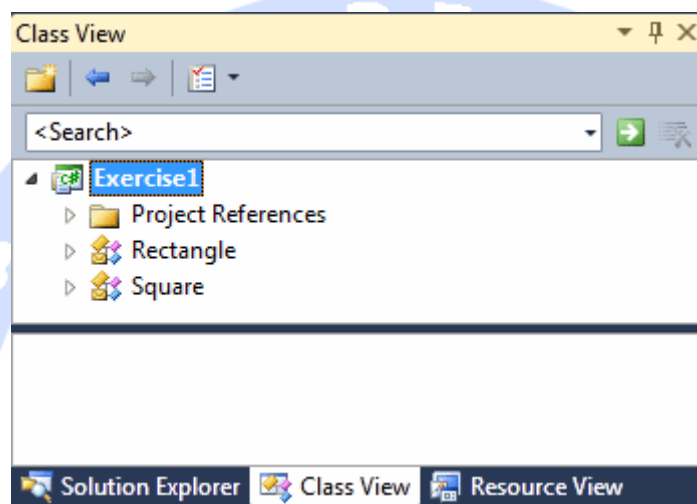 Class View
<Search>
Exercise1
Project References
Rectangle
Square
Solution Explorer Class View Resource View